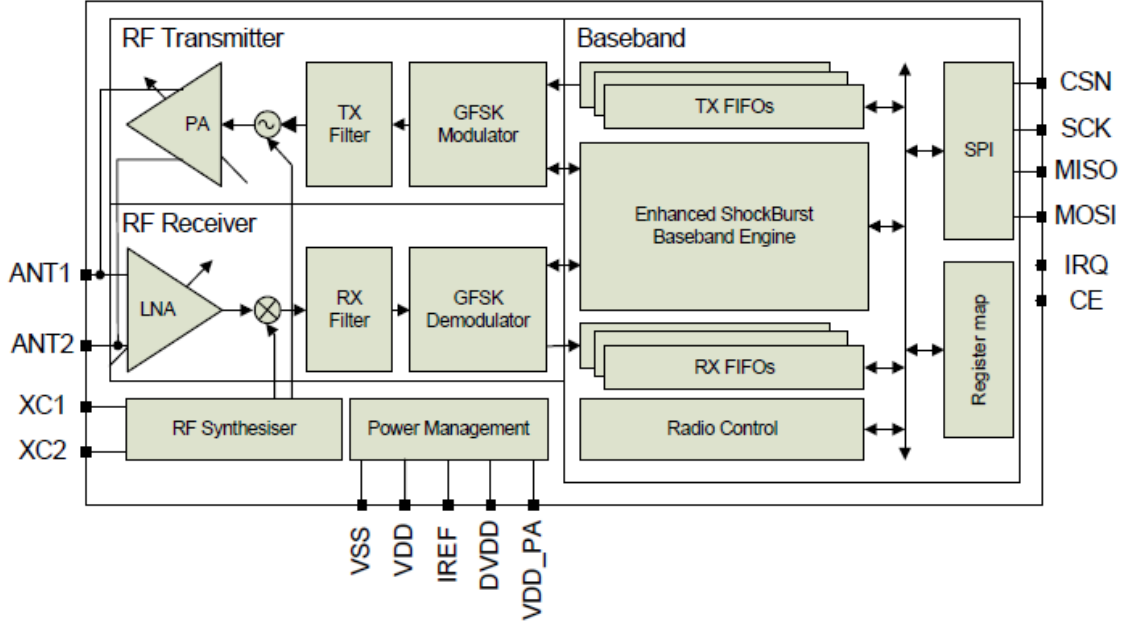 RF Transmitter
Baseband
PA
TX
Filter
GFSK
Modulator
TX FIFOs
SPI
CSN
SCK
MISO
MOSI
Enhanced ShockBurst
Baseband Engine
RF Receiver
ANT1
ANT2
LNA
RX
Filter
GFSK
Demodulator
RX FIFOs
Register map
IRQ
CE
XC1
XC2
RF Synthesiser
Power Management
Radio Control
VSS
VDD
IREF
DVDD
VDD_PA